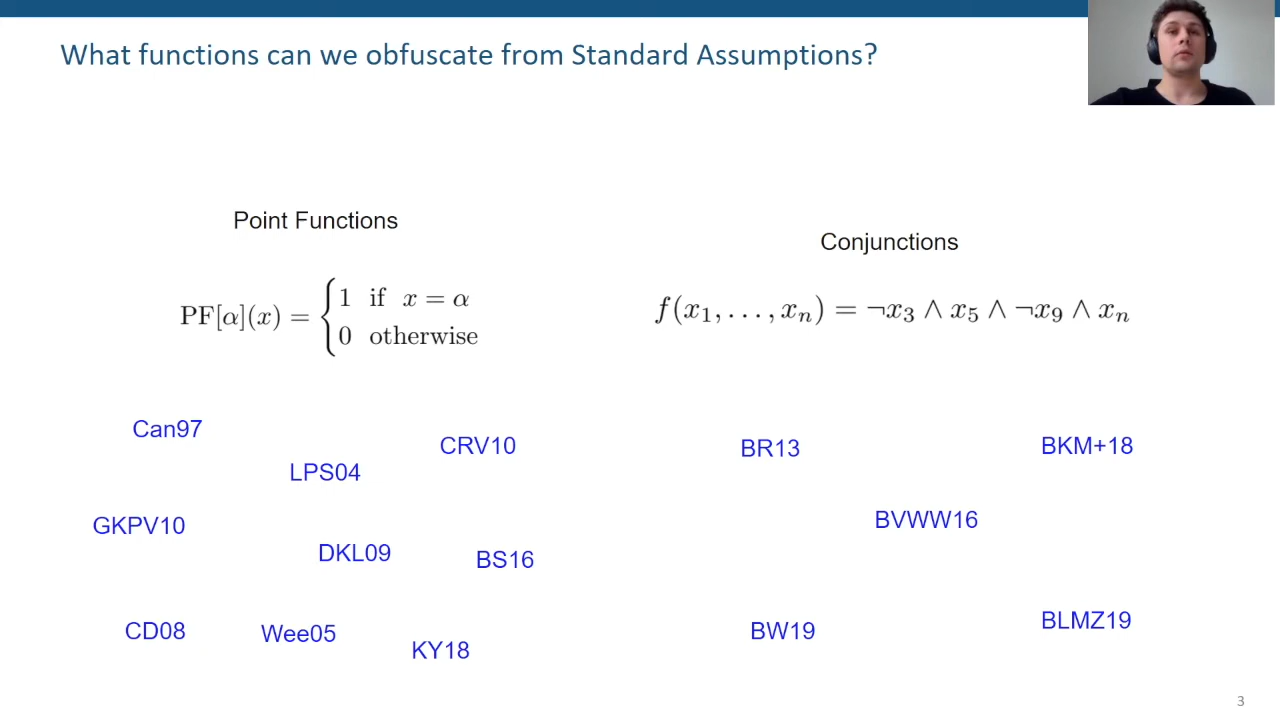 What functions can we obfuscate from Standard Assumptions?
Point Functions
PF[α](x) = { 1 if x = α
0 otherwise
Can97
CRV10
LPS04
GKPV10
DKL09
BS16
CD08
Wee05
KY18
Conjunctions
f(x₁, . . . , xₙ) = ¬x₃ ∧ x₅ ∧ ¬x₉ ∧ xₙ
BR13
BKM+18
BVWW16
BW19
BLMZ19
3